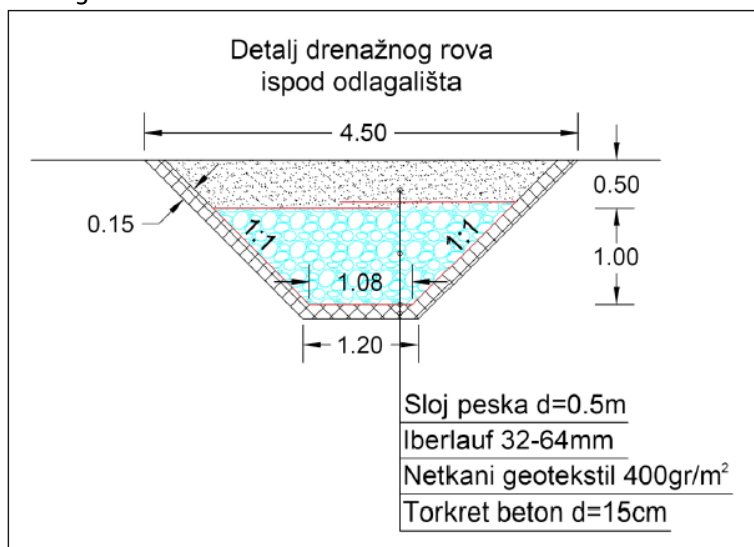 Detalj drenažnog rova
ispod odlagališta
4.50
0.50
0.15
1:1
1:1
1.00
1.08
1.20
Sloj peska d=0.5m
Iberlauf 32-64mm
Netkani geotekstil 400gr/m²
Torkret beton d=15cm